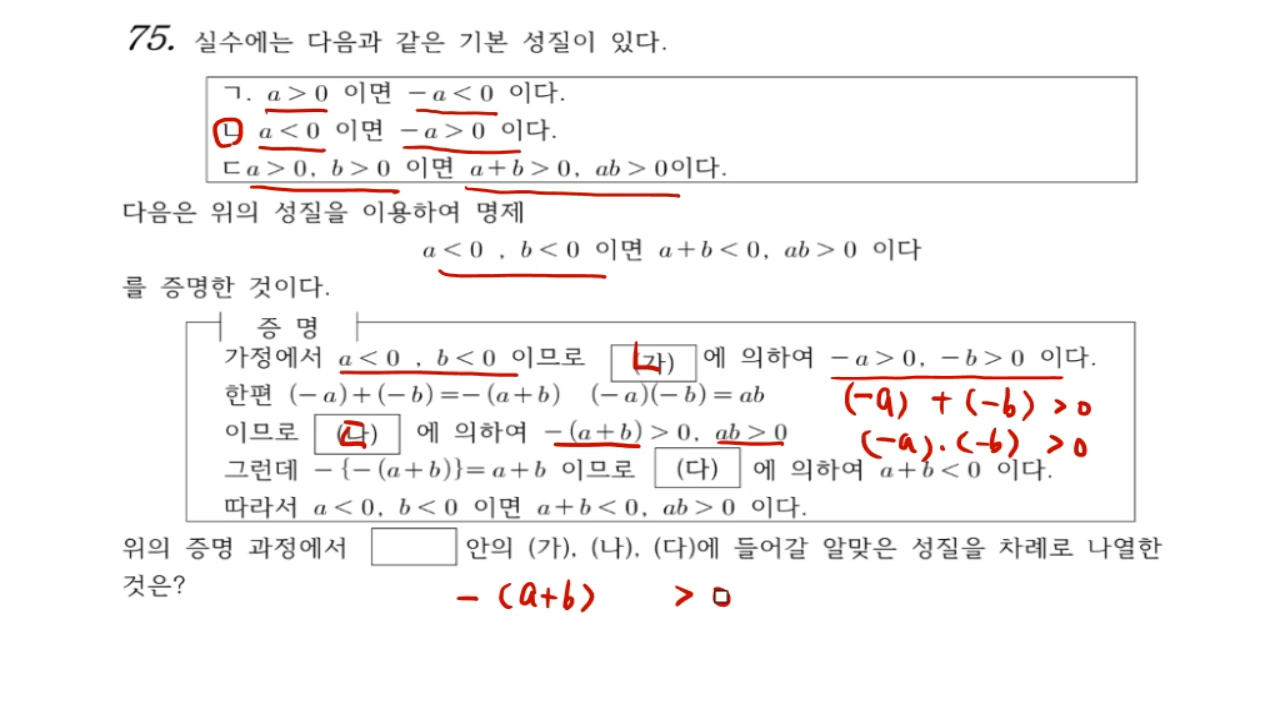 75. 실수에는 다음과 같은 기본 성질이 있다.
ㄱ. a > 0 이면 -a < 0 이다.
ㄴ a < 0 이면 -a > 0 이다.
ㄷ a > 0, b > 0 이면 a+b > 0, ab > 0이다.
다음은 위의 성질을 이용하여 명제
a < 0 , b < 0 이면 a+b < 0, ab > 0 이다
를 증명한 것이다.
증 명
가정에서 a < 0 , b < 0 이므로 (가) ㄴ 에 의하여 -a > 0, -b > 0 이다.
한편 (-a)+(-b)=-(a+b) (-a)(-b)=ab
(-a) + (-b) > 0
이므로 (나) ㄷ 에 의하여 -(a+b) > 0, ab > 0
(-a)·(-b) > 0
그런데 -{-(a+b)}=a+b 이므로 (다) 에 의하여 a+b < 0 이다.
따라서 a < 0, b < 0 이면 a+b < 0, ab > 0 이다.
위의 증명 과정에서 안의 (가), (나), (다)에 들어갈 알맞은 성질을 차례로 나열한
것은?
-(a+b) > 0